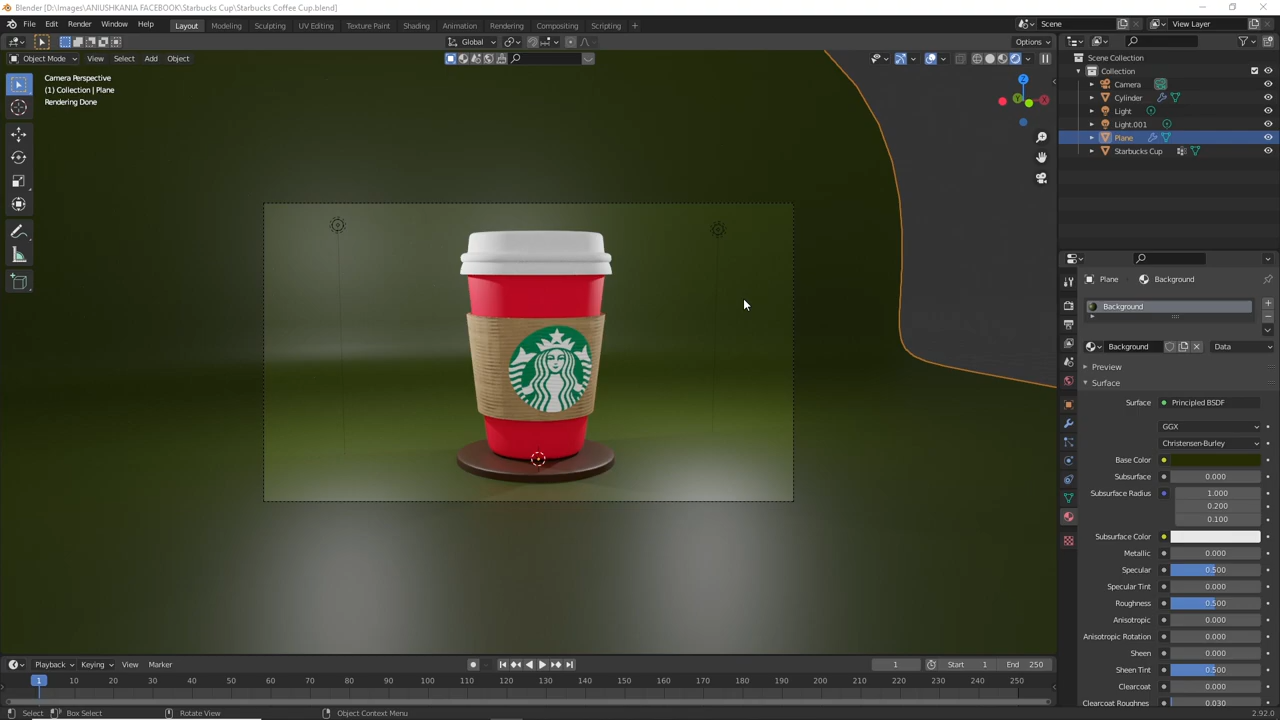 Blender [D:\Images\ANIUSHKANIA FACEBOOK\Starbucks Cup\Starbucks Coffee Cup.blend]
File Edit Render Window Help Layout Modeling Sculpting UV Editing Texture Paint Shading Animation Rendering Compositing Scripting + Scene View Layer
Global Options
Object Mode View Select Add Object
Camera Perspective
(1) Collection | Plane
Rendering Done
Z
X
Y
Scene Collection
Collection
Camera
Cylinder
Light
Light.001
Plane
Starbucks Cup
Plane Background
Background
Background Data
Preview
Surface
Surface Principled BSDF
GGX
Christensen-Burley
Base Color
Subsurface 0.000
Subsurface Radius 1.000
0.200
0.100
Subsurface Color
Metallic 0.000
Specular 0.500
Specular Tint 0.000
Roughness 0.500
Anisotropic 0.000
Anisotropic Rotation 0.000
Sheen 0.000
Sheen Tint 0.500
Clearcoat 0.000
Clearcoat Roughnes 0.030
Playback Keying View Marker 1 Start 1 End 250
1 10 20 30 40 50 60 70 80 90 100 110 120 130 140 150 160 170 180 190 200 210 220 230 240 250
Select Box Select Rotate View Object Context Menu 2.92.0